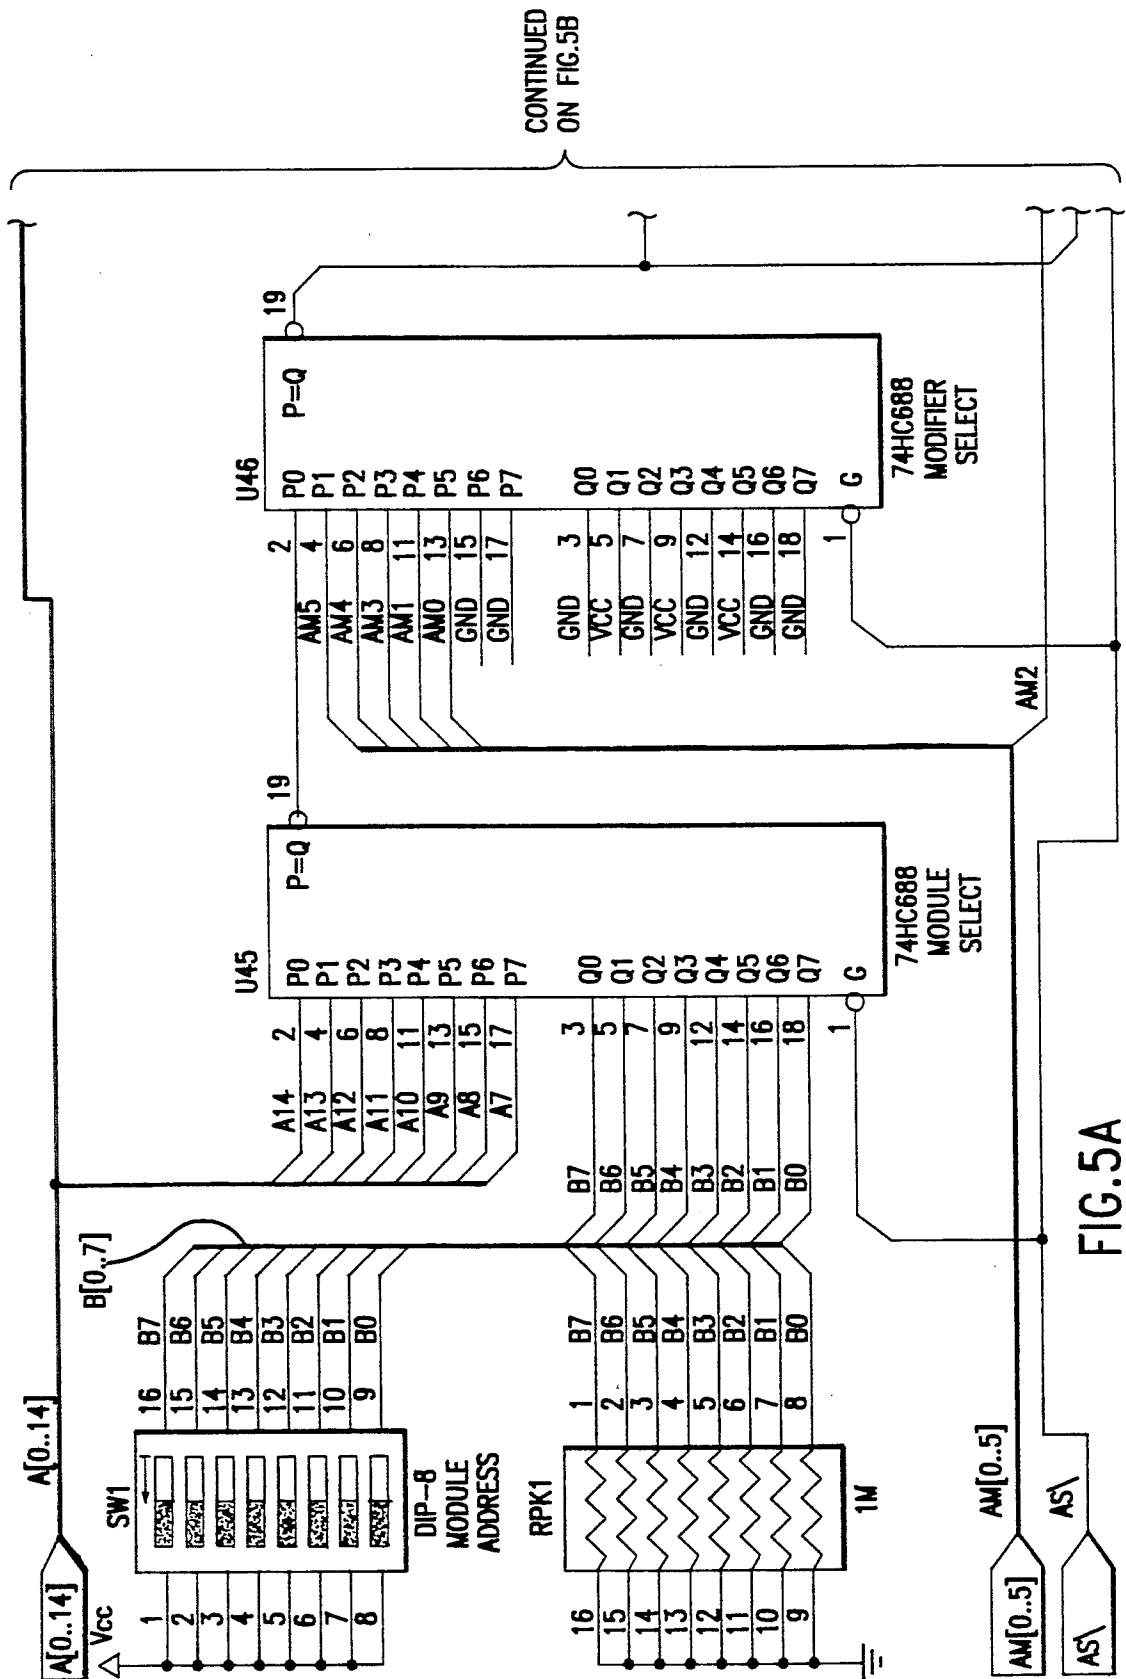 A[0..14]
A[0..14]
Vcc
SW1
1
2
3
4
5
6
7
8
16
15
14
13
12
11
10
9
B7
B6
B5
B4
B3
B2
B1
B0
DIP-8
MODULE
ADDRESS
B[0..7]
RPK1
16
15
14
13
12
11
10
9
1
2
3
4
5
6
7
8
B7
B6
B5
B4
B3
B2
B1
B0
1M
U45
A14
A13
A12
A11
A10
A9
A8
A7
2
4
6
8
11
13
15
17
P0
P1
P2
P3
P4
P5
P6
P7
P=Q
19
B7
B6
B5
B4
B3
B2
B1
B0
3
5
7
9
12
14
16
18
Q0
Q1
Q2
Q3
Q4
Q5
Q6
Q7
1
G
74HC688
MODULE
SELECT
U46
AM5
AM4
AM3
AM1
AM0
GND
GND
2
4
6
8
11
13
15
17
P0
P1
P2
P3
P4
P5
P6
P7
P=Q
19
GND
VCC
GND
VCC
GND
VCC
GND
GND
3
5
7
9
12
14
16
18
Q0
Q1
Q2
Q3
Q4
Q5
Q6
Q7
1
G
74HC688
MODIFIER
SELECT
AM2
AM[0..5]
AM[0..5]
AS\
AS\
CONTINUED
ON FIG.5B
FIG.5A